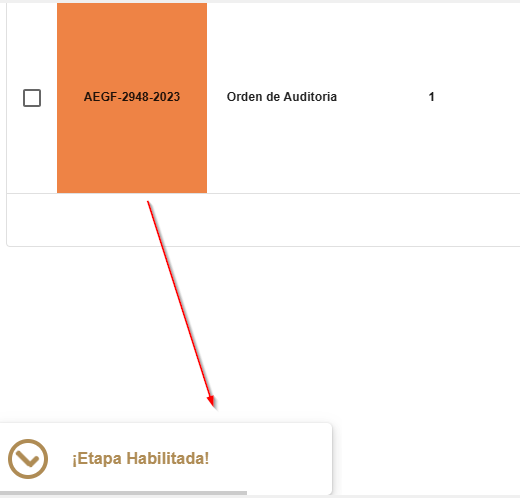 AEGF-2948-2023 Orden de Auditoria 1
¡Etapa Habilitada!